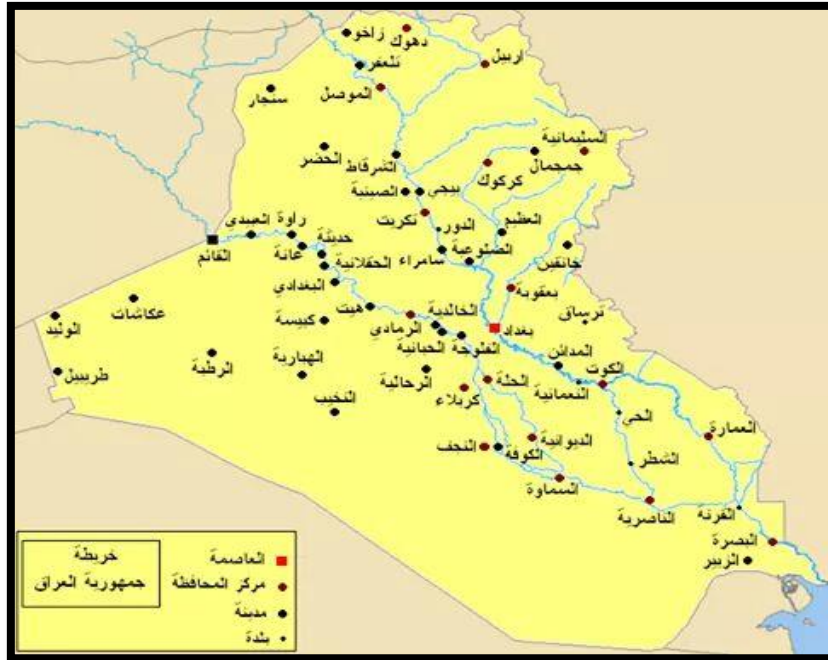 زاخو
دهوك
تلعفر
اربيل
سنجار
الموصل
الحضر
الشرقاط
السليمانية
جمجمال
كركوك
بيجي
الصينية
تكريت
الدور
العظيم
سامراء
الضلوعية
خانقين
العبيدي
راوة
القائم
عانة
حديثة
الحقلانية
البغدادي
بعقوبة
عكاشات
هيت
الخالدية
ترساق
الوليد
كبيسة
الرمادي
بغداد
الحبانية
الفلوجة
المدائن
الرطبة
الهبارية
الكوت
طريبيل
الرحالية
الحلة
النعمانية
كربلاء
النخيب
الحي
العمارة
الديوانية
النجف
الكوفة
الشطر
السماوة
الناصرية
القرنة
البصرة
الزبير
خريطة
جمهورية العراق
العاصمة
مركز المحافظة
مدينة
بلدة